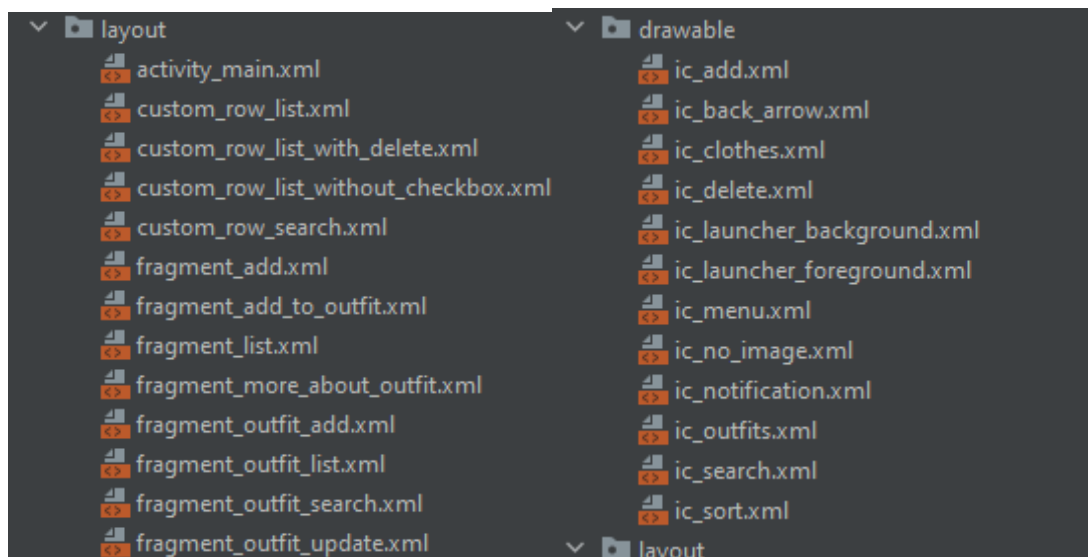 layout
activity_main.xml
custom_row_list.xml
custom_row_list_with_delete.xml
custom_row_list_without_checkbox.xml
custom_row_search.xml
fragment_add.xml
fragment_add_to_outfit.xml
fragment_list.xml
fragment_more_about_outfit.xml
fragment_outfit_add.xml
fragment_outfit_list.xml
fragment_outfit_search.xml
fragment_outfit_update.xml
drawable
ic_add.xml
ic_back_arrow.xml
ic_clothes.xml
ic_delete.xml
ic_launcher_background.xml
ic_launcher_foreground.xml
ic_menu.xml
ic_no_image.xml
ic_notification.xml
ic_outfits.xml
ic_search.xml
ic_sort.xml
layout